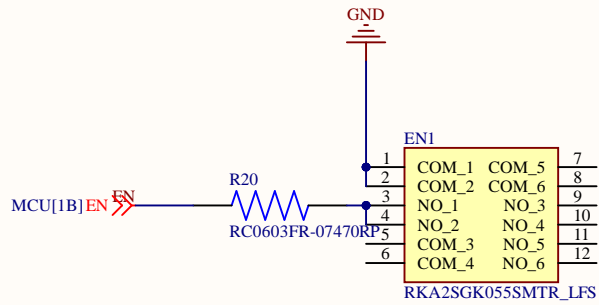 GND
EN1
1 COM_1 COM_5 7
2 COM_2 COM_6 8
3 NO_1 NO_3 9
4 NO_2 NO_4 10
5 COM_3 NO_5 11
6 COM_4 NO_6 12
RKA2SGK055SMTR_LFS
R20
RC0603FR-07470RP
MCU[1B] EN EN